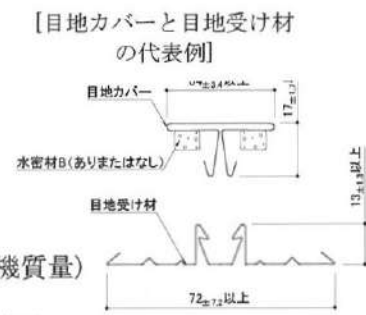 [目地カバーと目地受け材
の代表例]
目地カバー
水密材B(ありまたはなし)
目地受け材
機質量)
13±1.3以上
72±7.2以上